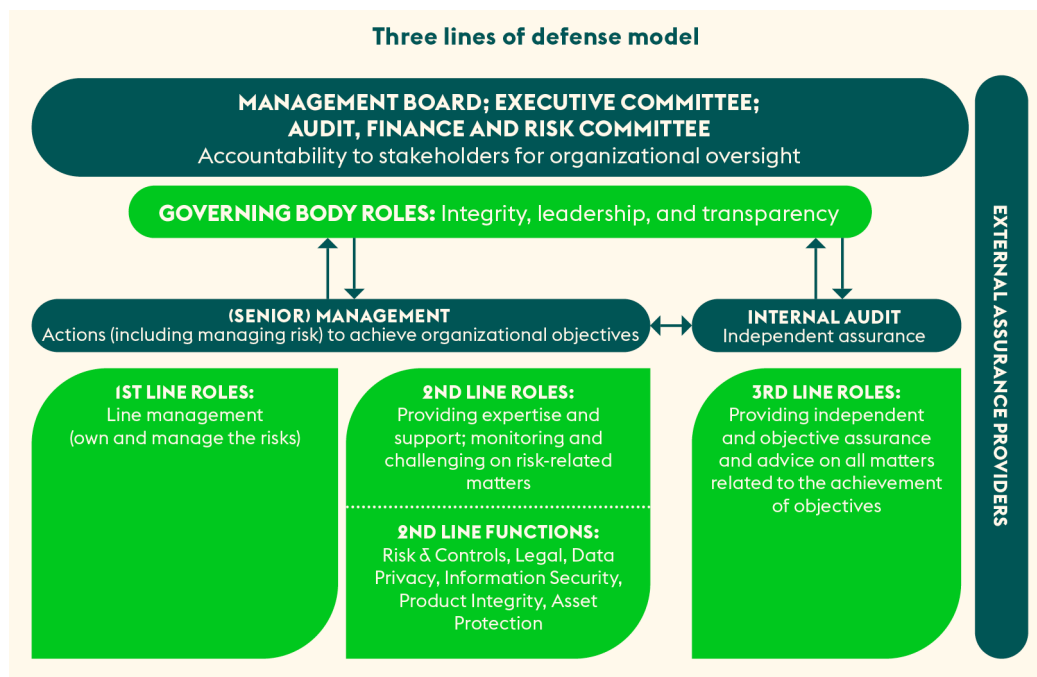 Three lines of defense model
MANAGEMENT BOARD; EXECUTIVE COMMITTEE;
AUDIT, FINANCE AND RISK COMMITTEE
Accountability to stakeholders for organizational oversight
GOVERNING BODY ROLES: Integrity, leadership, and transparency
(SENIOR) MANAGEMENT
Actions (including managing risk) to achieve organizational objectives
INTERNAL AUDIT
Independent assurance
1ST LINE ROLES:
Line management
(own and manage the risks)
2ND LINE ROLES:
Providing expertise and
support; monitoring and
challenging on risk-related
matters
2ND LINE FUNCTIONS:
Risk & Controls, Legal, Data
Privacy, Information Security,
Product Integrity, Asset
Protection
3RD LINE ROLES:
Providing independent
and objective assurance
and advice on all matters
related to the achievement
of objectives
EXTERNAL ASSURANCE PROVIDERS